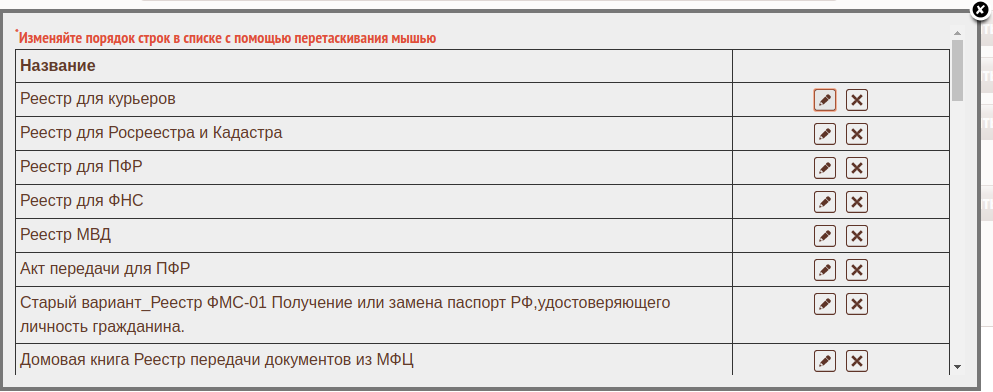 *Изменяйте порядок строк в списке с помощью перетаскивания мышью
Название
Реестр для курьеров
Реестр для Росреестра и Кадастра
Реестр для ПФР
Реестр для ФНС
Реестр МВД
Акт передачи для ПФР
Старый вариант_Реестр ФМС-01 Получение или замена паспорт РФ,удостоверяющего
личность гражданина.
Домовая книга Реестр передачи документов из МФЦ